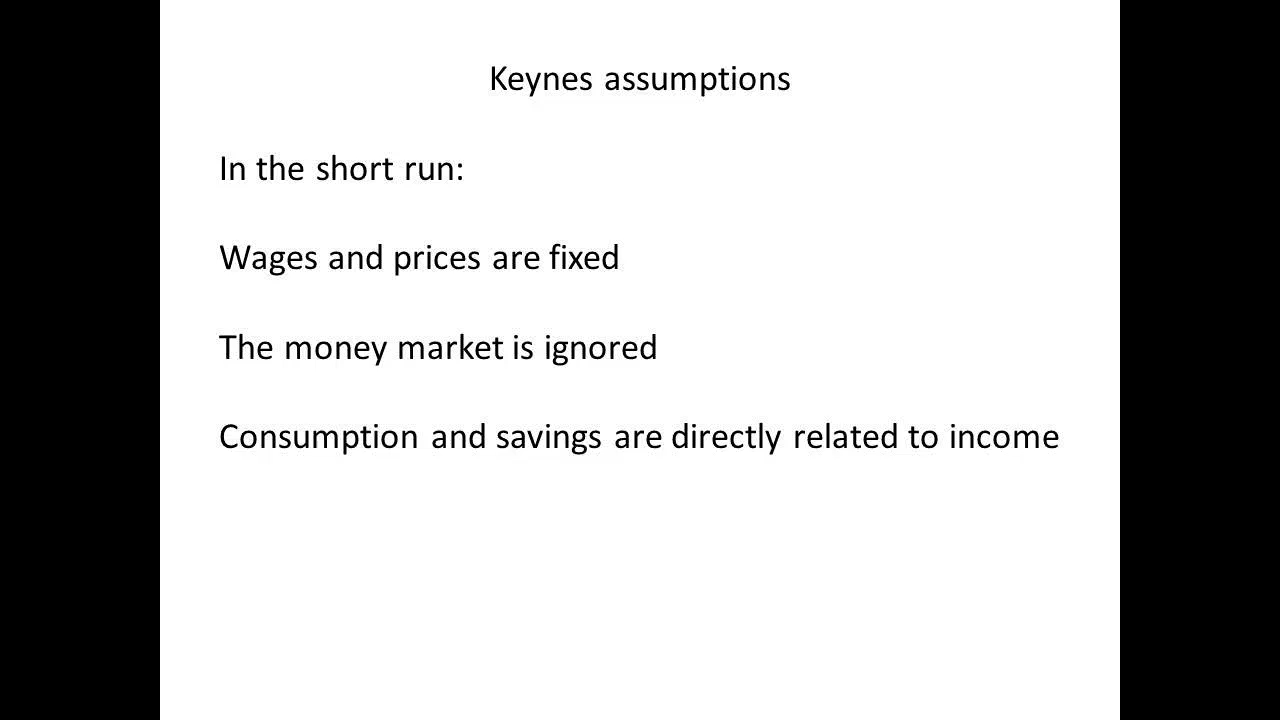 Keynes assumptions
In the short run:
Wages and prices are fixed
The money market is ignored
Consumption and savings are directly related to income